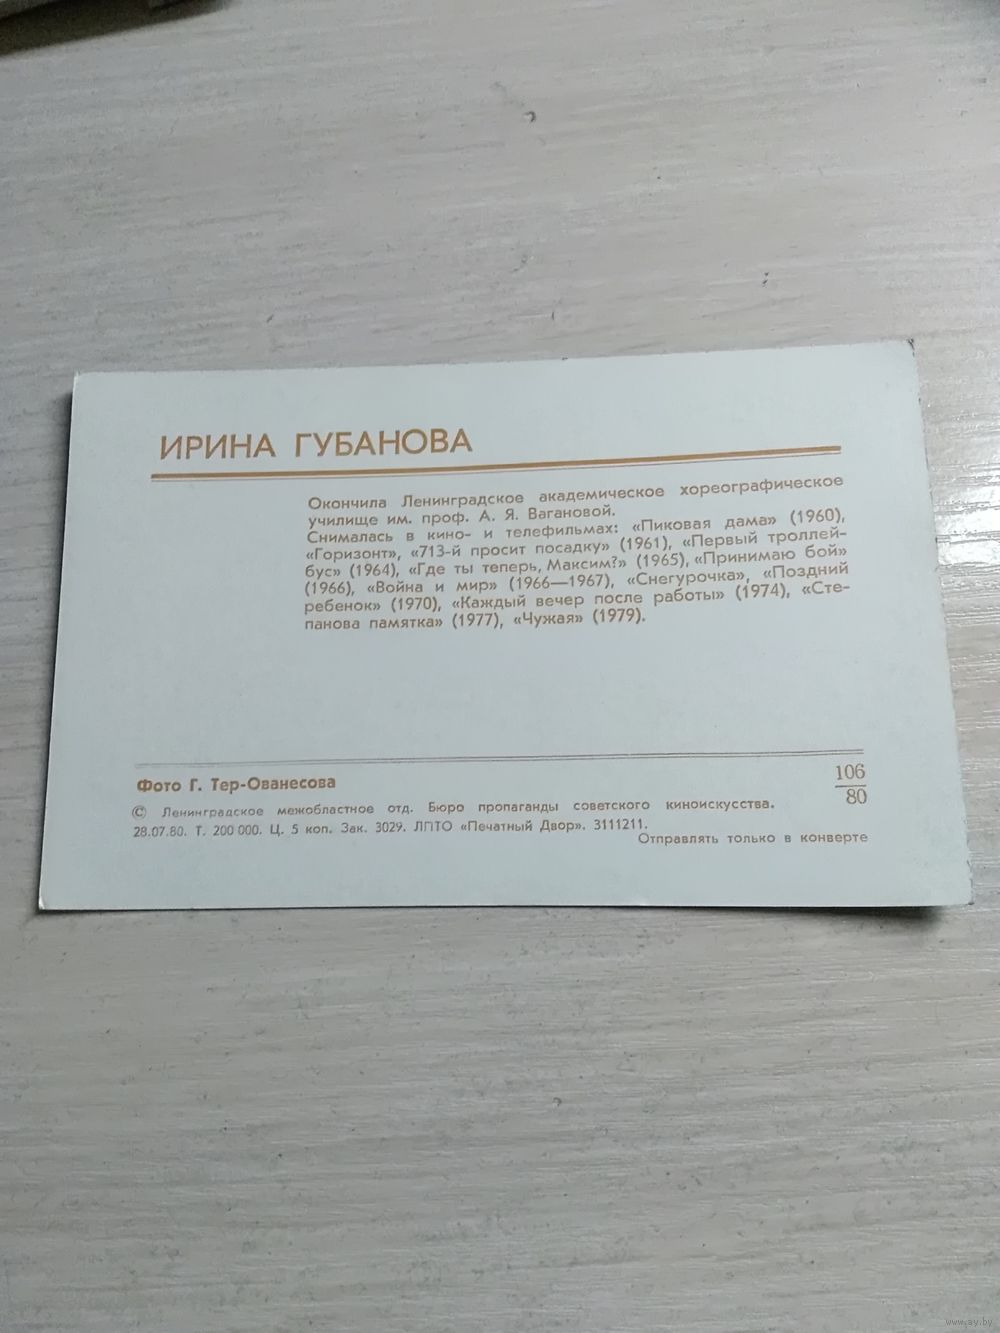 ИРИНА ГУБАНОВА
Окончила Ленинградское академическое хореографическое
училище им. проф. А. Я. Вагановой.
Снималась в кино- и телефильмах: «Пиковая дама» (1960),
«Горизонт», «713-й просит посадку» (1961), «Первый троллей-
бус» (1964), «Где ты теперь, Максим?» (1965), «Принимаю бой»
(1966), «Война и мир» (1966—1967), «Снегурочка», «Поздний
ребенок» (1970), «Каждый вечер после работы» (1974), «Сте-
панова памятка» (1977), «Чужая» (1979).
Фото Г. Тер-Ованесова
106
80
© Ленинградское межобластное отд. Бюро пропаганды советского киноискусства.
28.07.80. Т. 200 000. Ц. 5 коп. Зак. 3029. ЛПТО «Печатный Двор». 3111211.
Отправлять только в конверте
www.ay.by